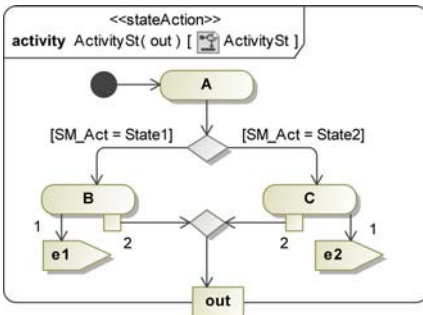 <<stateAction>>
activity ActivitySt( out ) [ ActivitySt ]
A
[SM_Act = State1] [SM_Act = State2]
B C
1 2 2 1
e1 e2
out